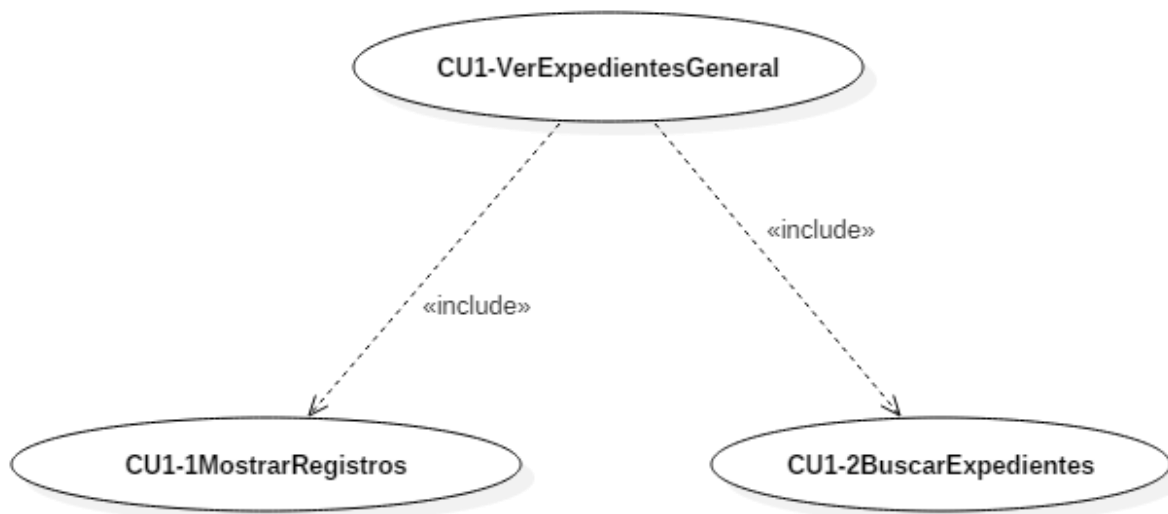 CU1-VerExpedientesGeneral
«include»
«include»
CU1-1MostrarRegistros
CU1-2BuscarExpedientes